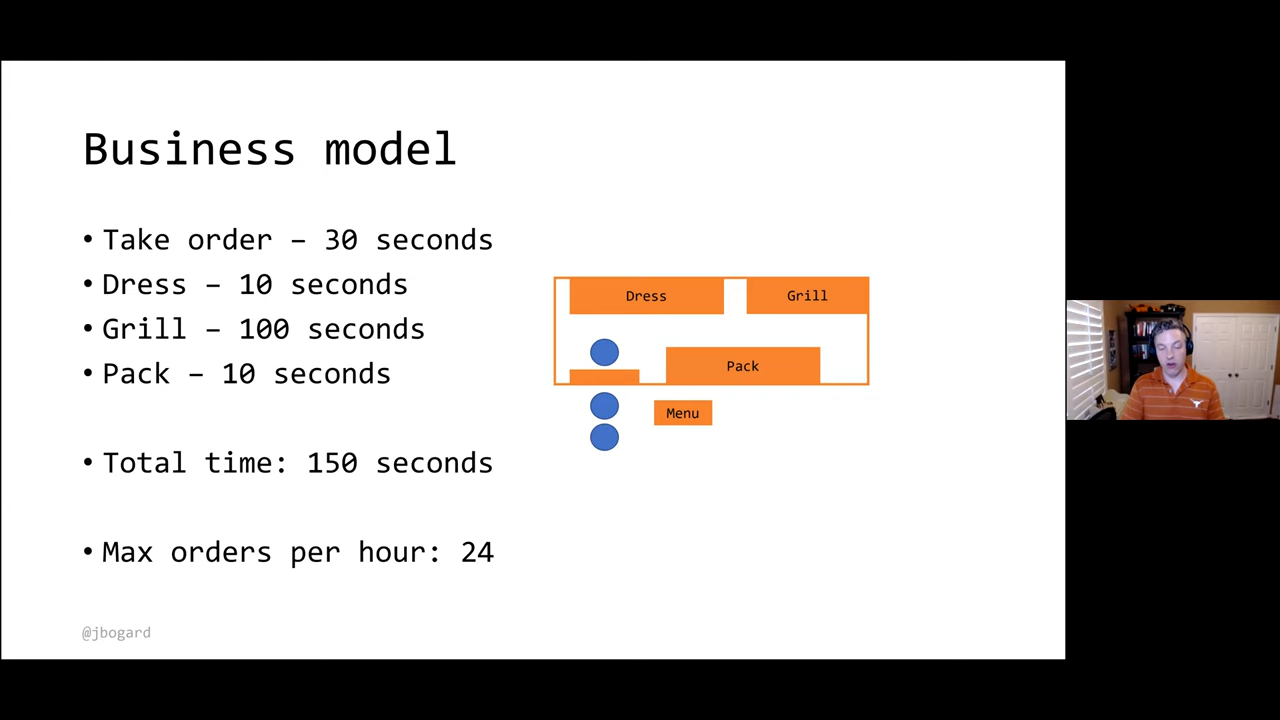 Business model
• Take order – 30 seconds
• Dress – 10 seconds
• Grill – 100 seconds
• Pack – 10 seconds
• Total time: 150 seconds
• Max orders per hour: 24
Dress
Grill
Pack
Menu
@jbogard